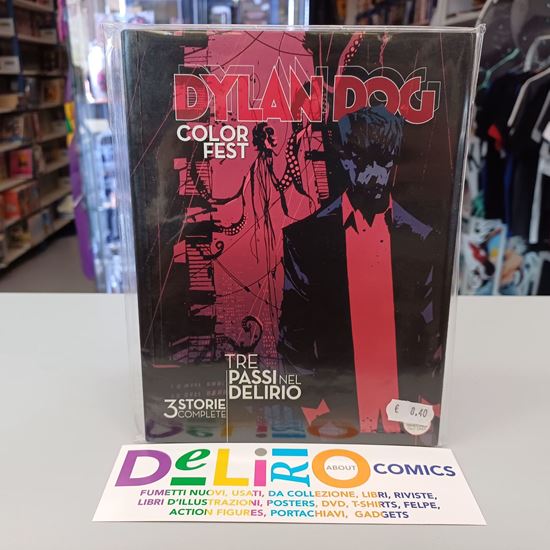 DYLAN DOG
COLOR
FEST
TRE
PASSI NEL
DELIRIO
3 STORIE
COMPLETE
€ 8.40
DeLiRiO ABOUT COMICS
FUMETTI NUOVI, USATI, DA COLLEZIONE, LIBRI, RIVISTE,
LIBRI D'ILLUSTRAZIONI, POSTERS, DVD, T-SHIRTS, FELPE,
ACTION FIGURES, PORTACHIAVI, GADGETS